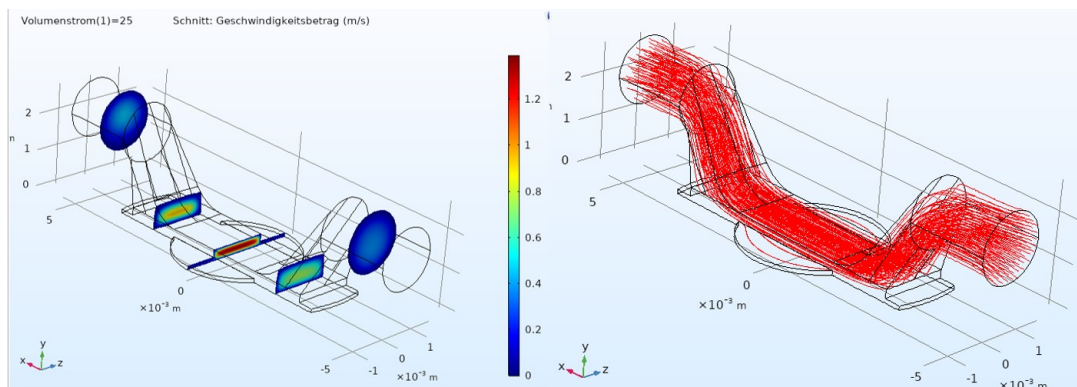 Volumenstrom(1)=25 Schnitt: Geschwindigkeitsbetrag (m/s)
2
1
0
5
0
-5
×10⁻³ m
1
0
-1
×10⁻³ m
m
y
x
z
1.2
1
0.8
0.6
0.4
0.2
0
2
1
0
5
0
-5
×10⁻³ m
1
0
-1
×10⁻³ m
y
x
z